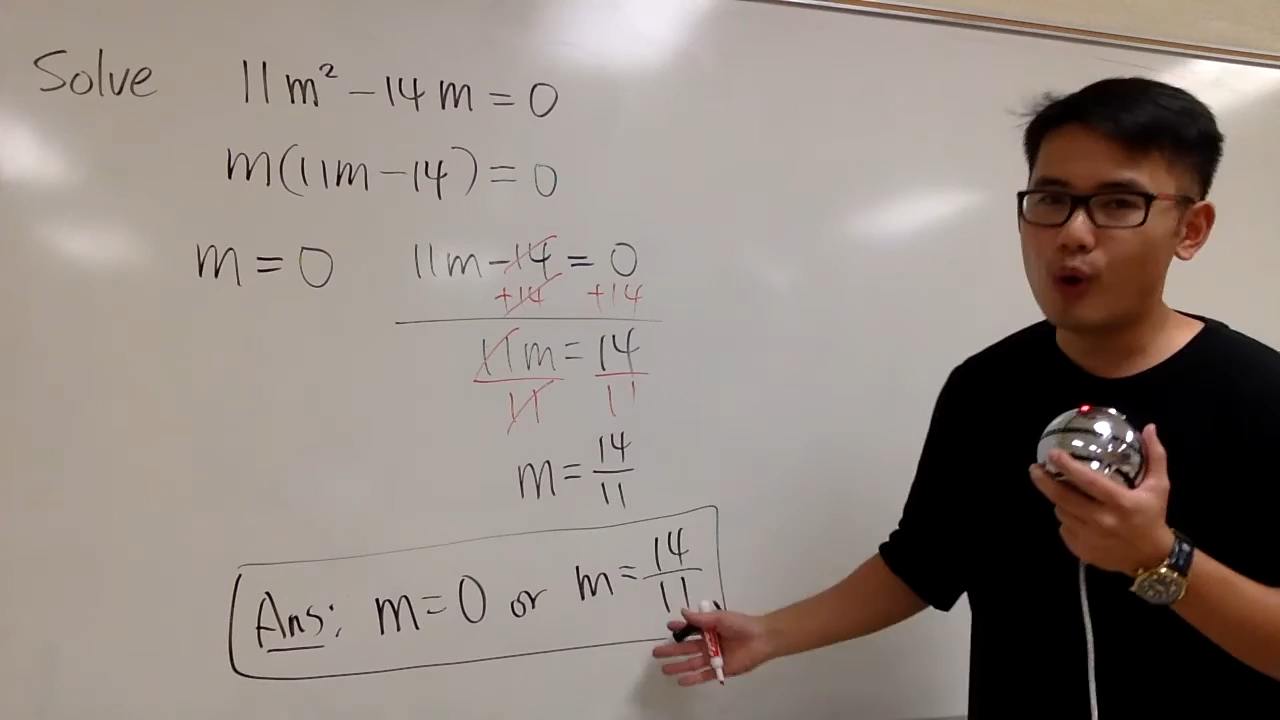 Solve 11m² - 14m = 0
m(11m - 14) = 0
m = 0 11m - 14 = 0
+14 +14
11m = 14
11 11
m = 14/11
Ans: m = 0 or m = 14/11